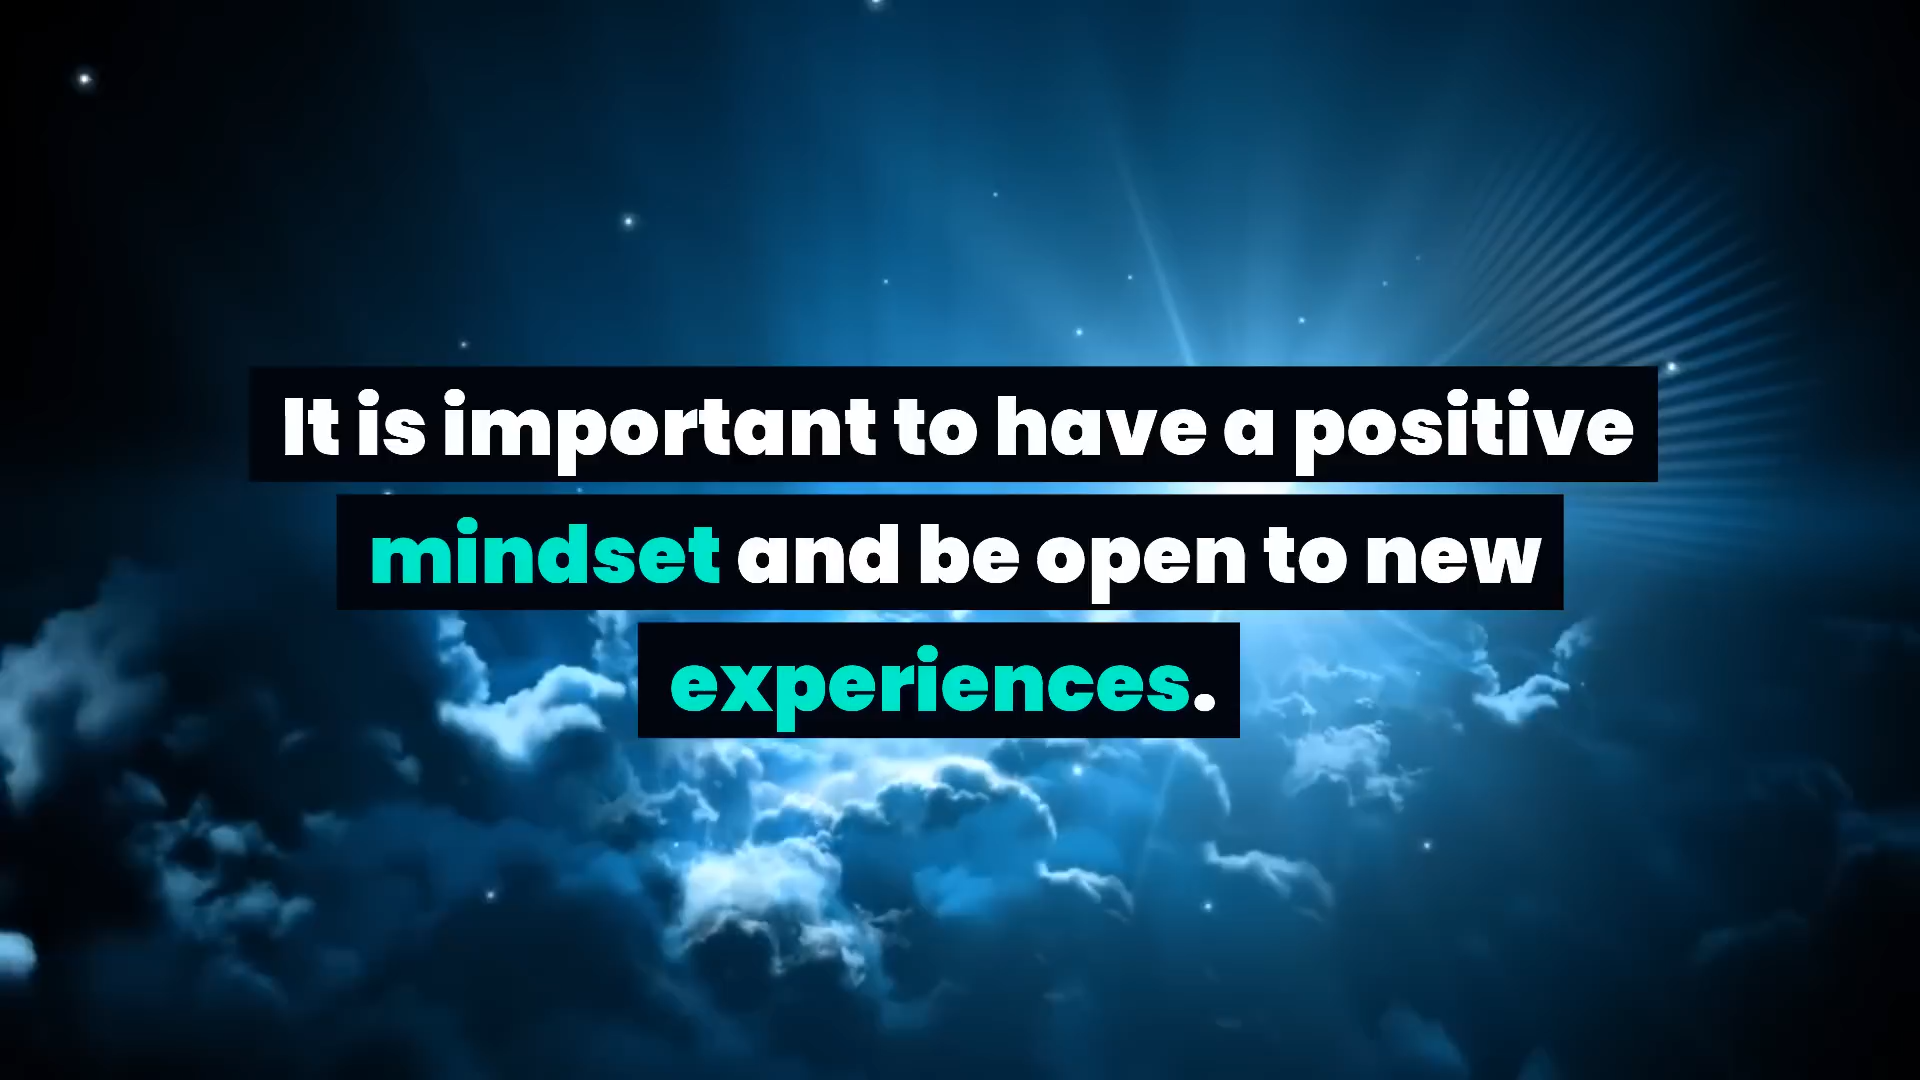 It is important to have a positive
mindset and be open to new
experiences.